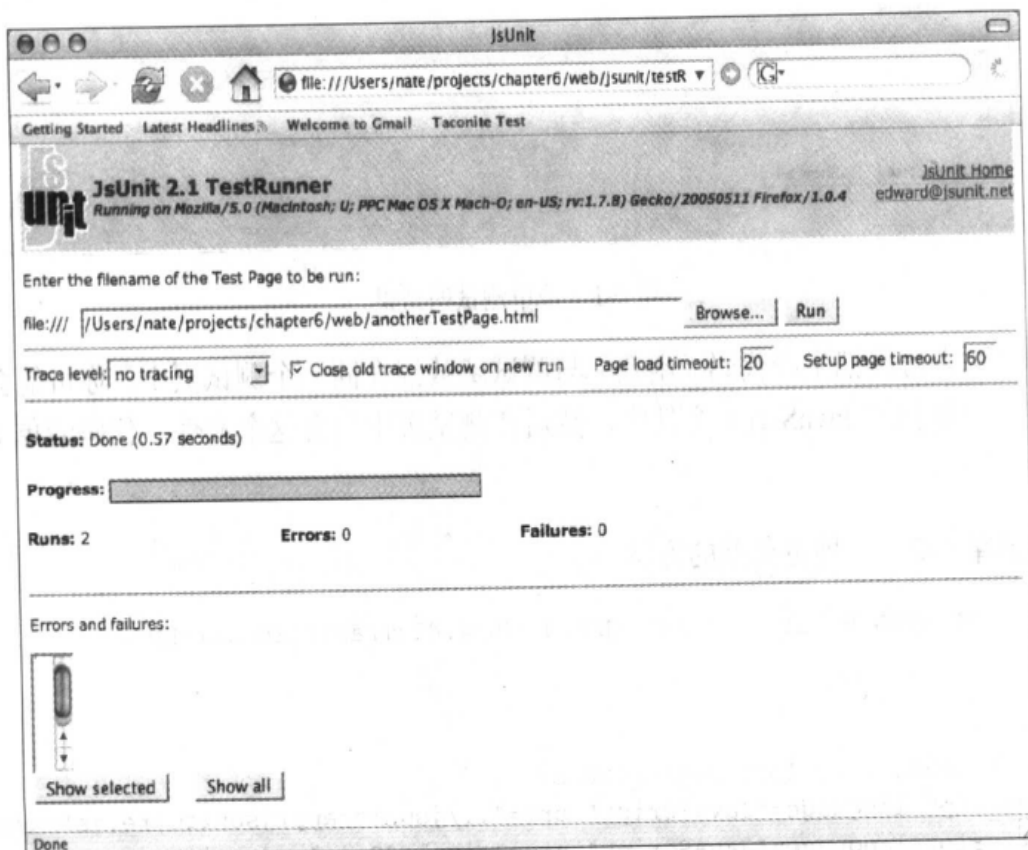 JsUnit
file:///Users/nate/projects/chapter6/web/jsunit/testR
G
Getting Started Latest Headlines Welcome to Gmail Taconite Test
Js unit
JsUnit 2.1 TestRunner
Running on Mozilla/5.0 (Macintosh; U; PPC Mac OS X Mach-O; en-US; rv:1.7.8) Gecko/20050511 Firefox/1.0.4
JsUnit Home
edward@jsunit.net
Enter the filename of the Test Page to be run:
file:/// /Users/nate/projects/chapter6/web/anotherTestPage.html Browse... Run
Trace level: no tracing Close old trace window on new run Page load timeout: 20 Setup page timeout: 60
Status: Done (0.57 seconds)
Progress:
Runs: 2 Errors: 0 Failures: 0
Errors and failures:
Show selected Show all
Done